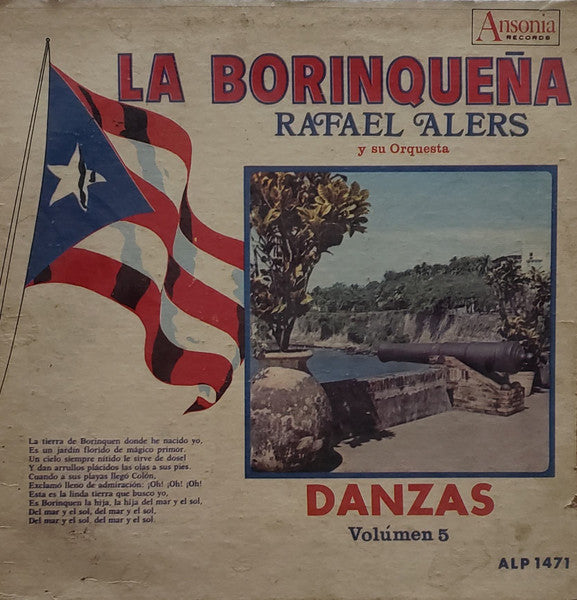 Ansonia
RECORDS
LA BORINQUEÑA
RAFAEL ALERS
y su Orquesta
La tierra de Borinquen donde he nacido yo,
Es un jardin florido de mágico primor.
Un cielo siempre nitido le sirve de dosel
Y dan arrullos plácidos las olas a sus pies.
Cuando a sus playas llegó Colón,
Exclamó lleno de admiración: ¡Oh! ¡Oh! ¡Oh!
Esta es la linda tierra que busco yo,
Es Borinquen la hija, la hija del mar y el sol,
Del mar y el sol, del mar y el sol,
Del mar y el sol, del mar y el sol.
DANZAS
Volúmen 5
ALP 1471